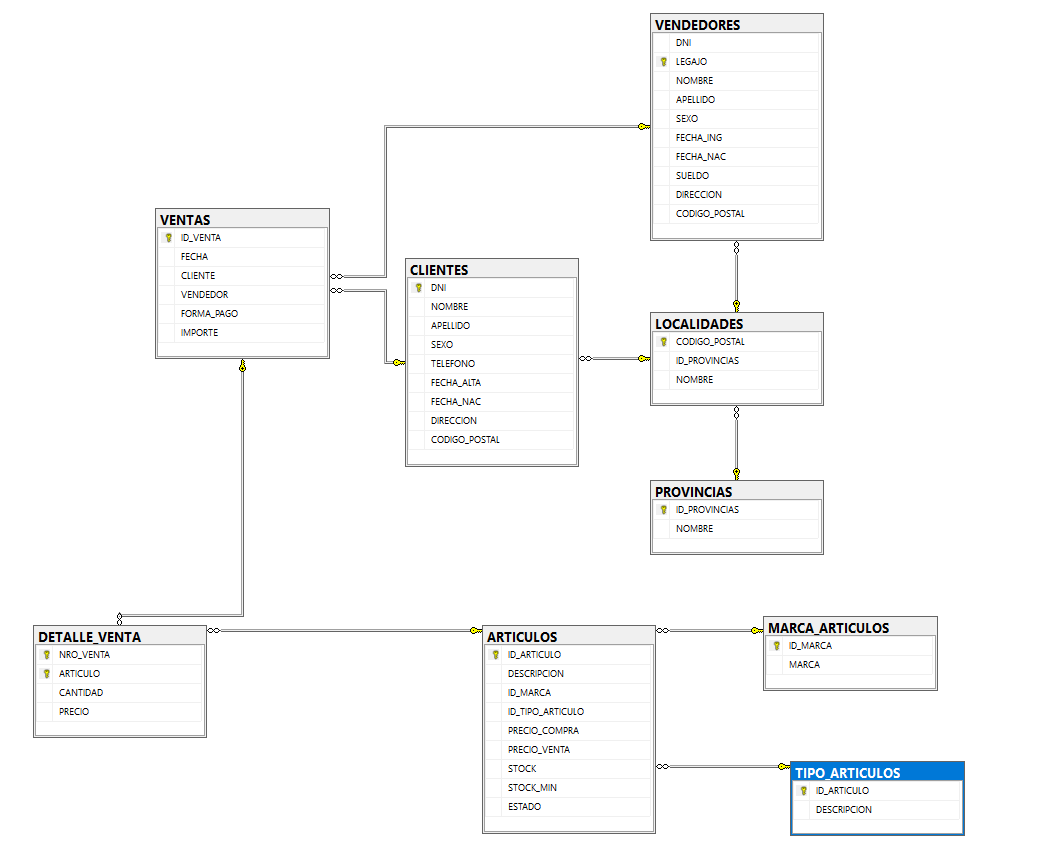 VENDEDORES
DNI
LEGAJO
NOMBRE
APELLIDO
SEXO
FECHA_ING
FECHA_NAC
SUELDO
DIRECCION
CODIGO_POSTAL
VENTAS
ID_VENTA
FECHA
CLIENTE
VENDEDOR
FORMA_PAGO
IMPORTE
CLIENTES
DNI
NOMBRE
APELLIDO
SEXO
TELEFONO
FECHA_ALTA
FECHA_NAC
DIRECCION
CODIGO_POSTAL
LOCALIDADES
CODIGO_POSTAL
ID_PROVINCIAS
NOMBRE
PROVINCIAS
ID_PROVINCIAS
NOMBRE
DETALLE_VENTA
NRO_VENTA
ARTICULO
CANTIDAD
PRECIO
ARTICULOS
ID_ARTICULO
DESCRIPCION
ID_MARCA
ID_TIPO_ARTICULO
PRECIO_COMPRA
PRECIO_VENTA
STOCK
STOCK_MIN
ESTADO
MARCA_ARTICULOS
ID_MARCA
MARCA
TIPO_ARTICULOS
ID_ARTICULO
DESCRIPCION